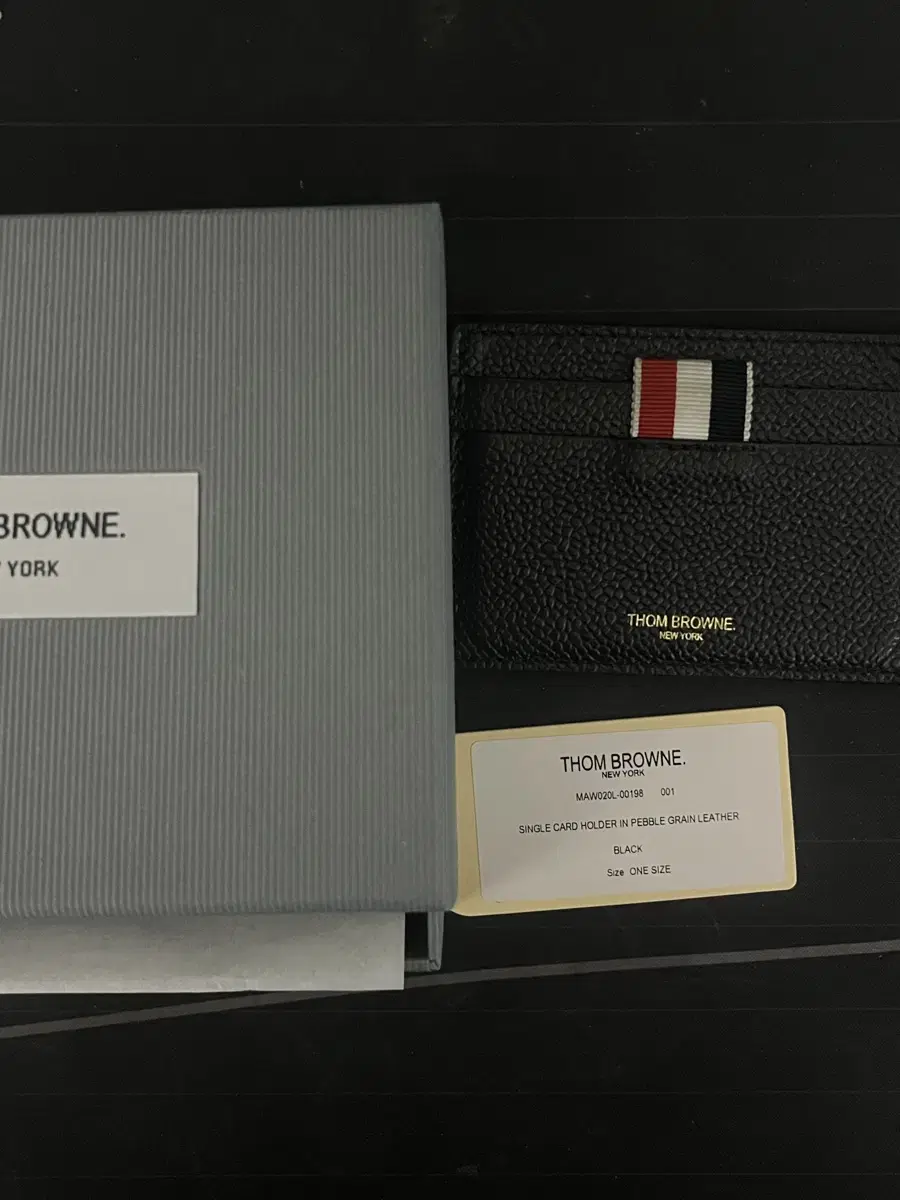 BROWNE.
YORK
THOM BROWNE.
NEW YORK
THOM BROWNE.
NEW YORK
MAW020L-00198 001
SINGLE CARD HOLDER IN PEBBLE GRAIN LEATHER
BLACK
Size ONE SIZE